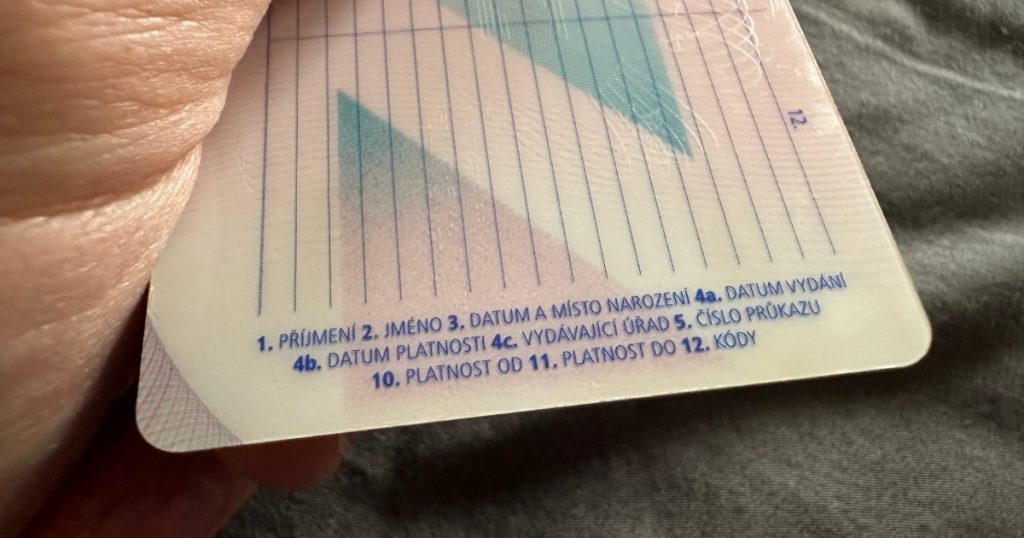 12.
1. PŘÍJMENÍ 2. JMÉNO 3. DATUM A MÍSTO NAROZENÍ 4a. DATUM VYDÁNÍ
4b. DATUM PLATNOSTI 4c. VYDÁVAJÍCÍ ÚŘAD 5. ČÍSLO PRŮKAZU
10. PLATNOST OD 11. PLATNOST DO 12. KÓDY